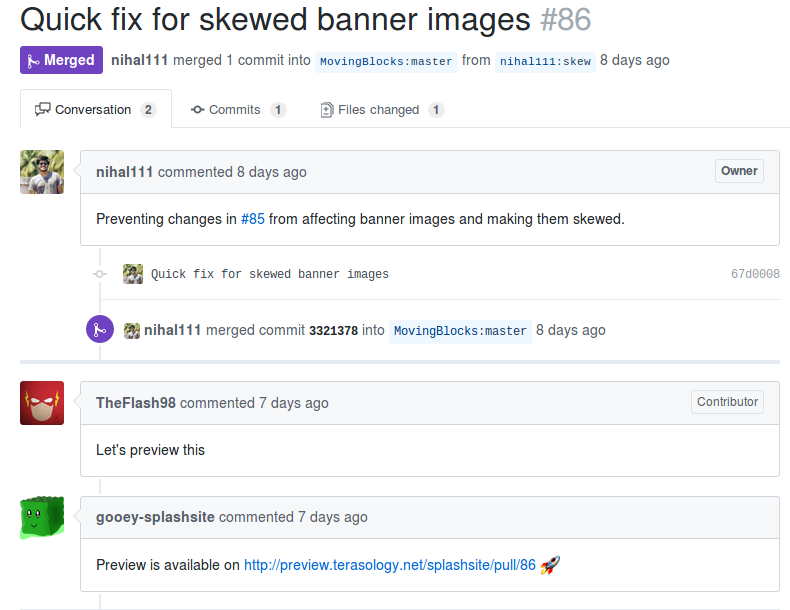 Quick fix for skewed banner images #86
Merged nihal111 merged 1 commit into MovingBlocks:master from nihal111:skew 8 days ago
Conversation 2 Commits 1 Files changed 1
nihal111 commented 8 days ago Owner
Preventing changes in #85 from affecting banner images and making them skewed.
Quick fix for skewed banner images 67d0008
nihal111 merged commit 3321378 into MovingBlocks:master 8 days ago
TheFlash98 commented 7 days ago Contributor
Let's preview this
gooey-splashsite commented 7 days ago
Preview is available on http://preview.terasology.net/splashsite/pull/86 🚀